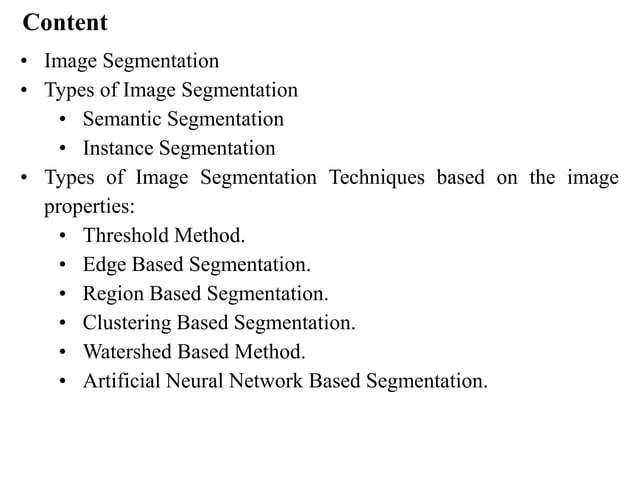 Content
• Image Segmentation
• Types of Image Segmentation
• Semantic Segmentation
• Instance Segmentation
• Types of Image Segmentation Techniques based on the image
properties:
• Threshold Method.
• Edge Based Segmentation.
• Region Based Segmentation.
• Clustering Based Segmentation.
• Watershed Based Method.
• Artificial Neural Network Based Segmentation.